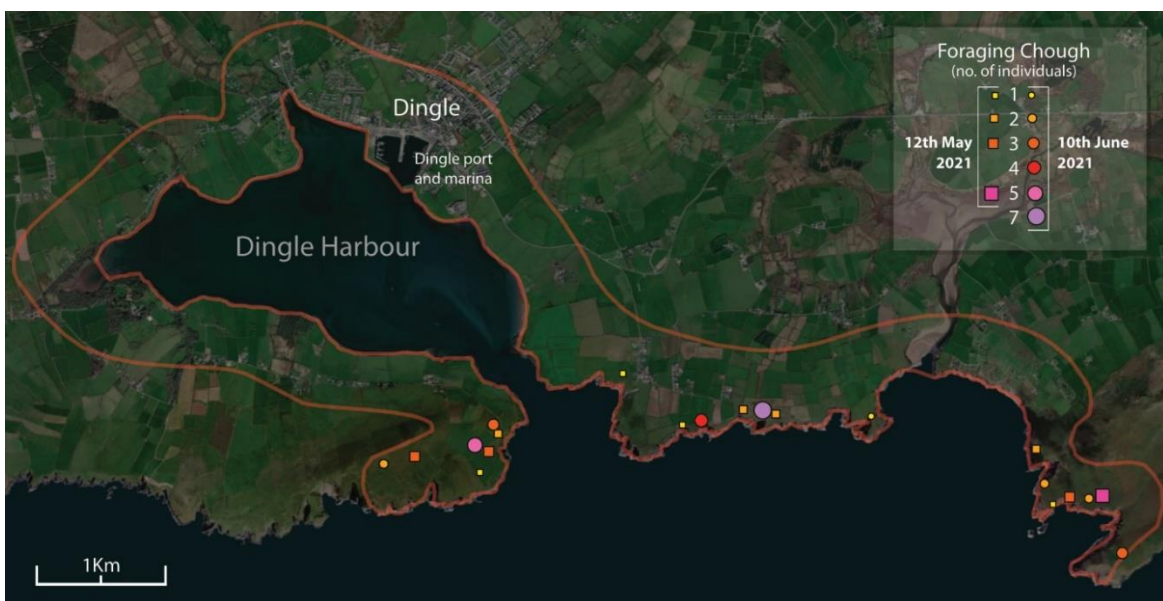 Foraging Chough
(no. of individuals)
1
2
12th May 3 10th June
2021 4 2021
5
7
Dingle
Dingle port
and marina
Dingle Harbour
1Km